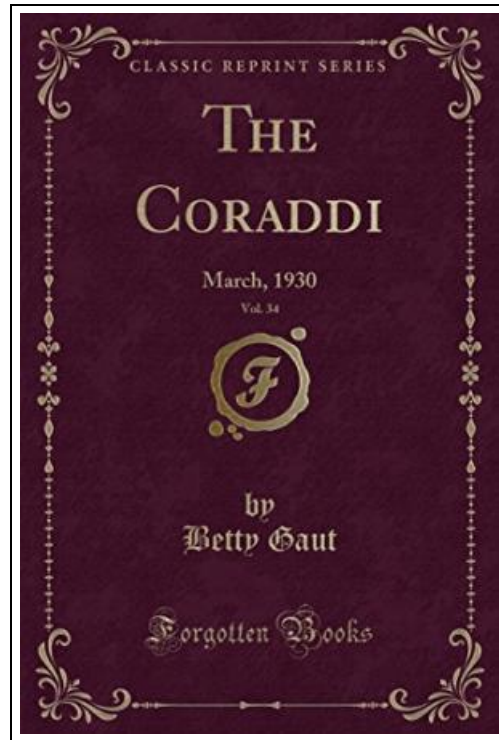 CLASSIC REPRINT SERIES
THE
CORADDI
March, 1930
Vol. 34
F
by
Betty Gaut
Forgotten Books